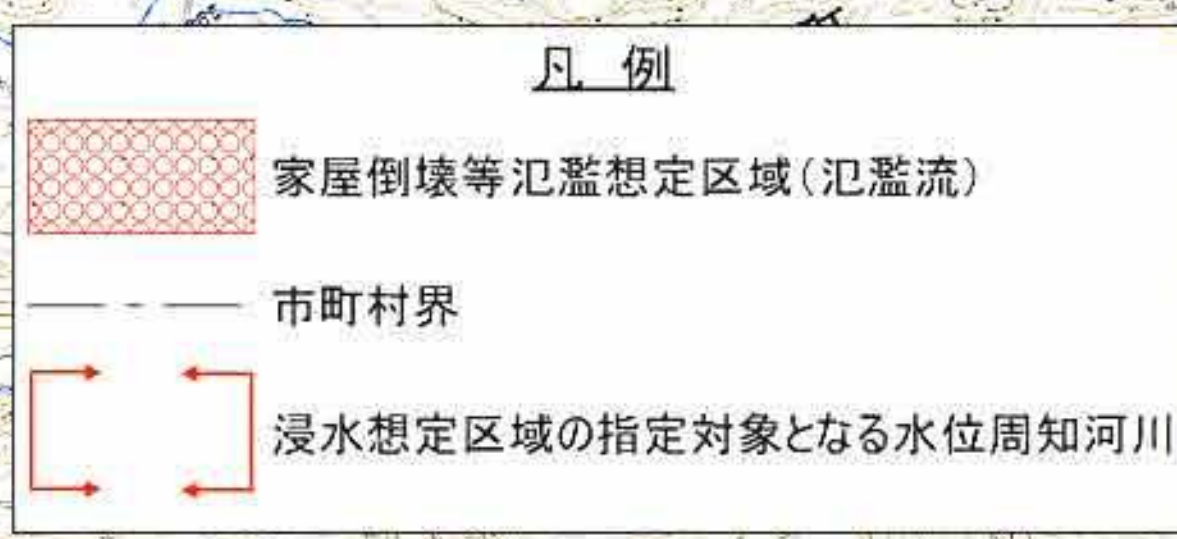 凡 例
家屋倒壊等氾濫想定区域(氾濫流)
市町村界
浸水想定区域の指定対象となる水位周知河川